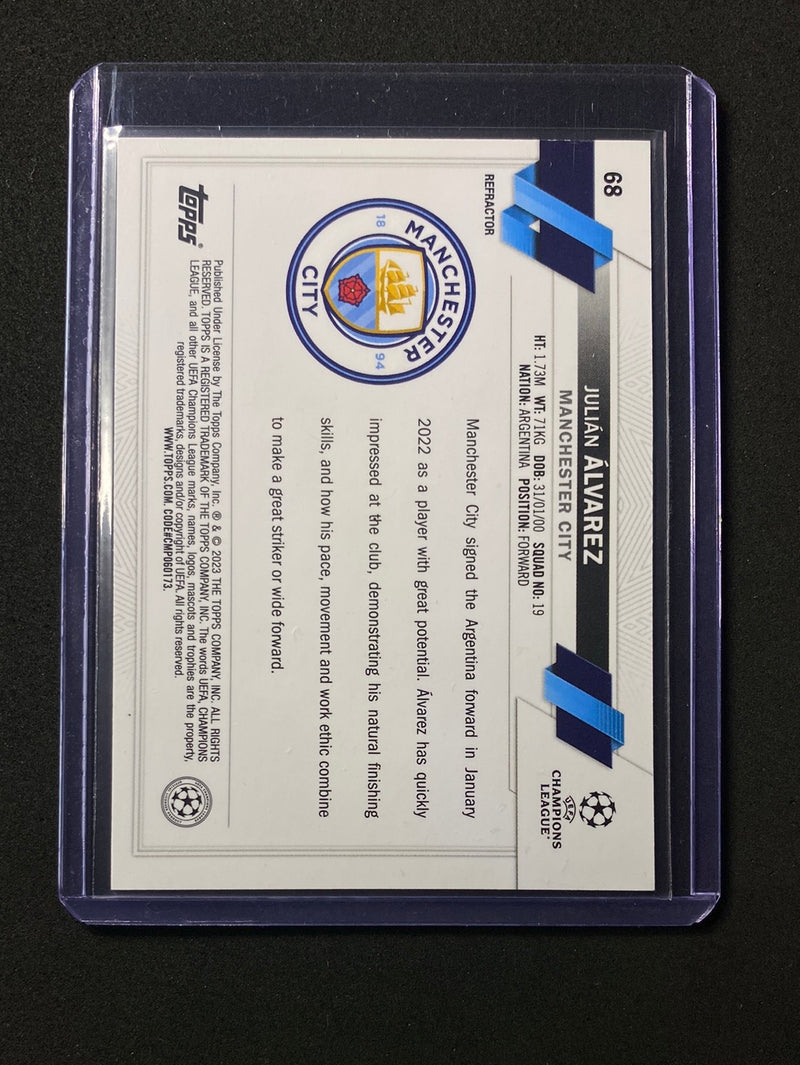 68
REFRACTOR
JULIÁN ÁLVAREZ
MANCHESTER CITY
HT: 1.73M WT: 71KG DOB: 31/01/00 SQUAD NO: 19
NATION: ARGENTINA POSITION: FORWARD
UEFA
CHAMPIONS
LEAGUE
MANCHESTER
18 94
CITY
Manchester City signed the Argentina forward in January
2022 as a player with great potential. Álvarez has quickly
impressed at the club, demonstrating his natural finishing
skills, and how his pace, movement and work ethic combine
to make a great striker or wide forward.
topps®
Published Under License by The Topps Company, Inc. ® & © 2023 THE TOPPS COMPANY, INC. ALL RIGHTS
RESERVED. TOPPS IS A REGISTERED TRADEMARK OF THE TOPPS COMPANY, INC. The words UEFA, CHAMPIONS
LEAGUE, and all other UEFA Champions League marks, names, logos, mascots and trophies are the property,
registered trademarks, designs and/or copyright of UEFA. All rights reserved.
WWW.TOPPS.COM. CODE#CMP060173.